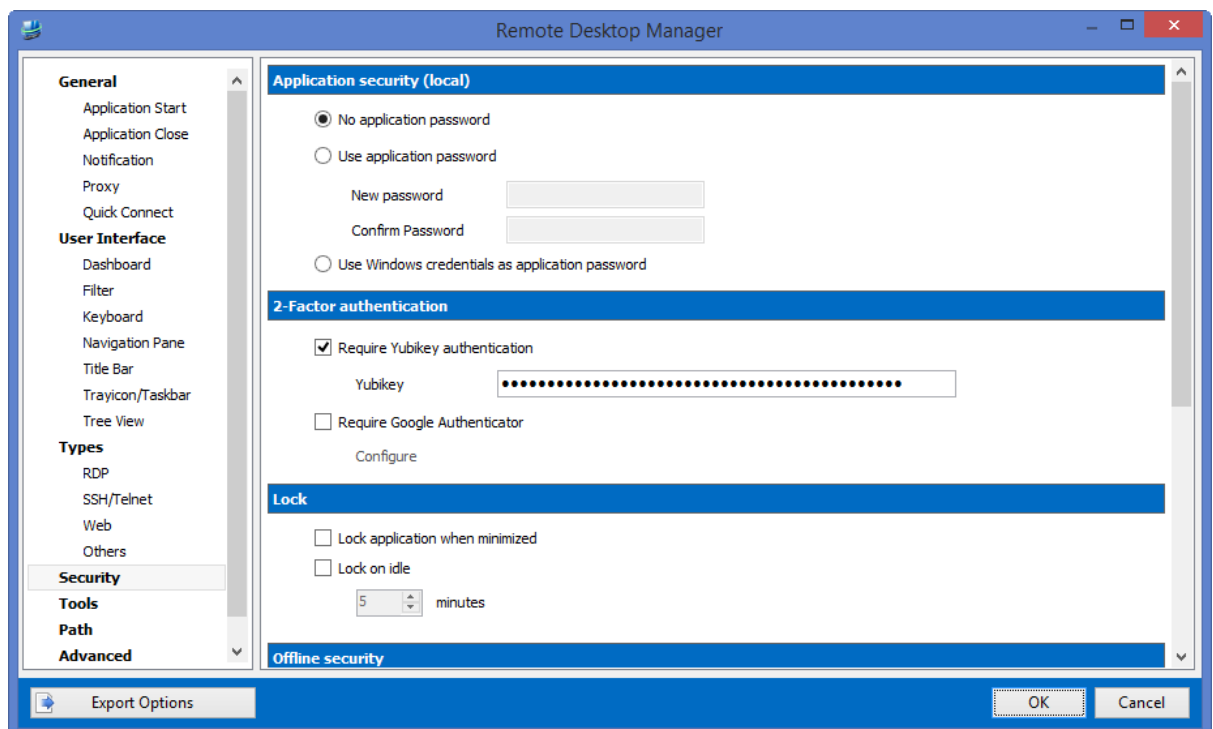 Remote Desktop Manager
General
Application Start
Application Close
Notification
Proxy
Quick Connect
User Interface
Dashboard
Filter
Keyboard
Navigation Pane
Title Bar
Trayicon/Taskbar
Tree View
Types
RDP
SSH/Telnet
Web
Others
Security
Tools
Path
Advanced
Application security (local)
No application password
Use application password
New password
Confirm Password
Use Windows credentials as application password
2-Factor authentication
Require Yubikey authentication
Yubikey ●●●●●●●●●●●●●●●●●●●●●●●●●●●●●●●●●●●●●●●●●●●●
Require Google Authenticator
Configure
Lock
Lock application when minimized
Lock on idle
5 minutes
Offline security
Export Options
OK
Cancel